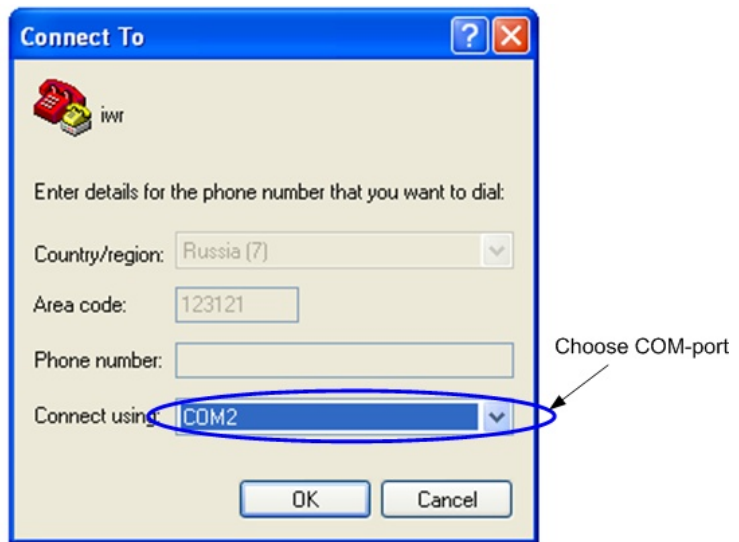 Connect To
iwr
Enter details for the phone number that you want to dial:
Country/region: Russia (7)
Area code: 123121
Phone number:
Choose COM-port
Connect using: COM2
OK Cancel